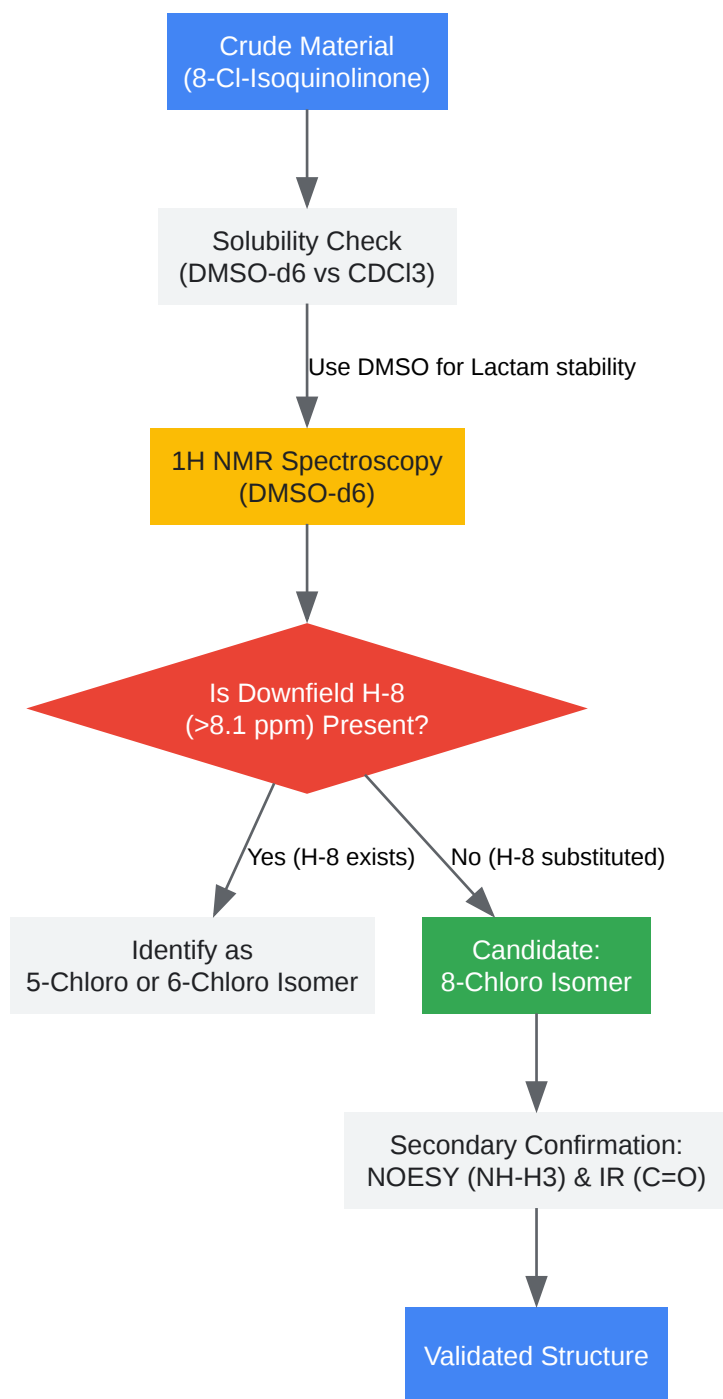 Crude Material
(8-Cl-Isoquinolinone)
Solubility Check
(DMSO-d6 vs CDCl3)
Use DMSO for Lactam stability
1H NMR Spectroscopy
(DMSO-d6)
Is Downfield H-8
(>8.1 ppm) Present?
Yes (H-8 exists)
No (H-8 substituted)
Identify as
5-Chloro or 6-Chloro Isomer
Candidate:
8-Chloro Isomer
Secondary Confirmation:
NOESY (NH-H3) & IR (C=O)
Validated Structure